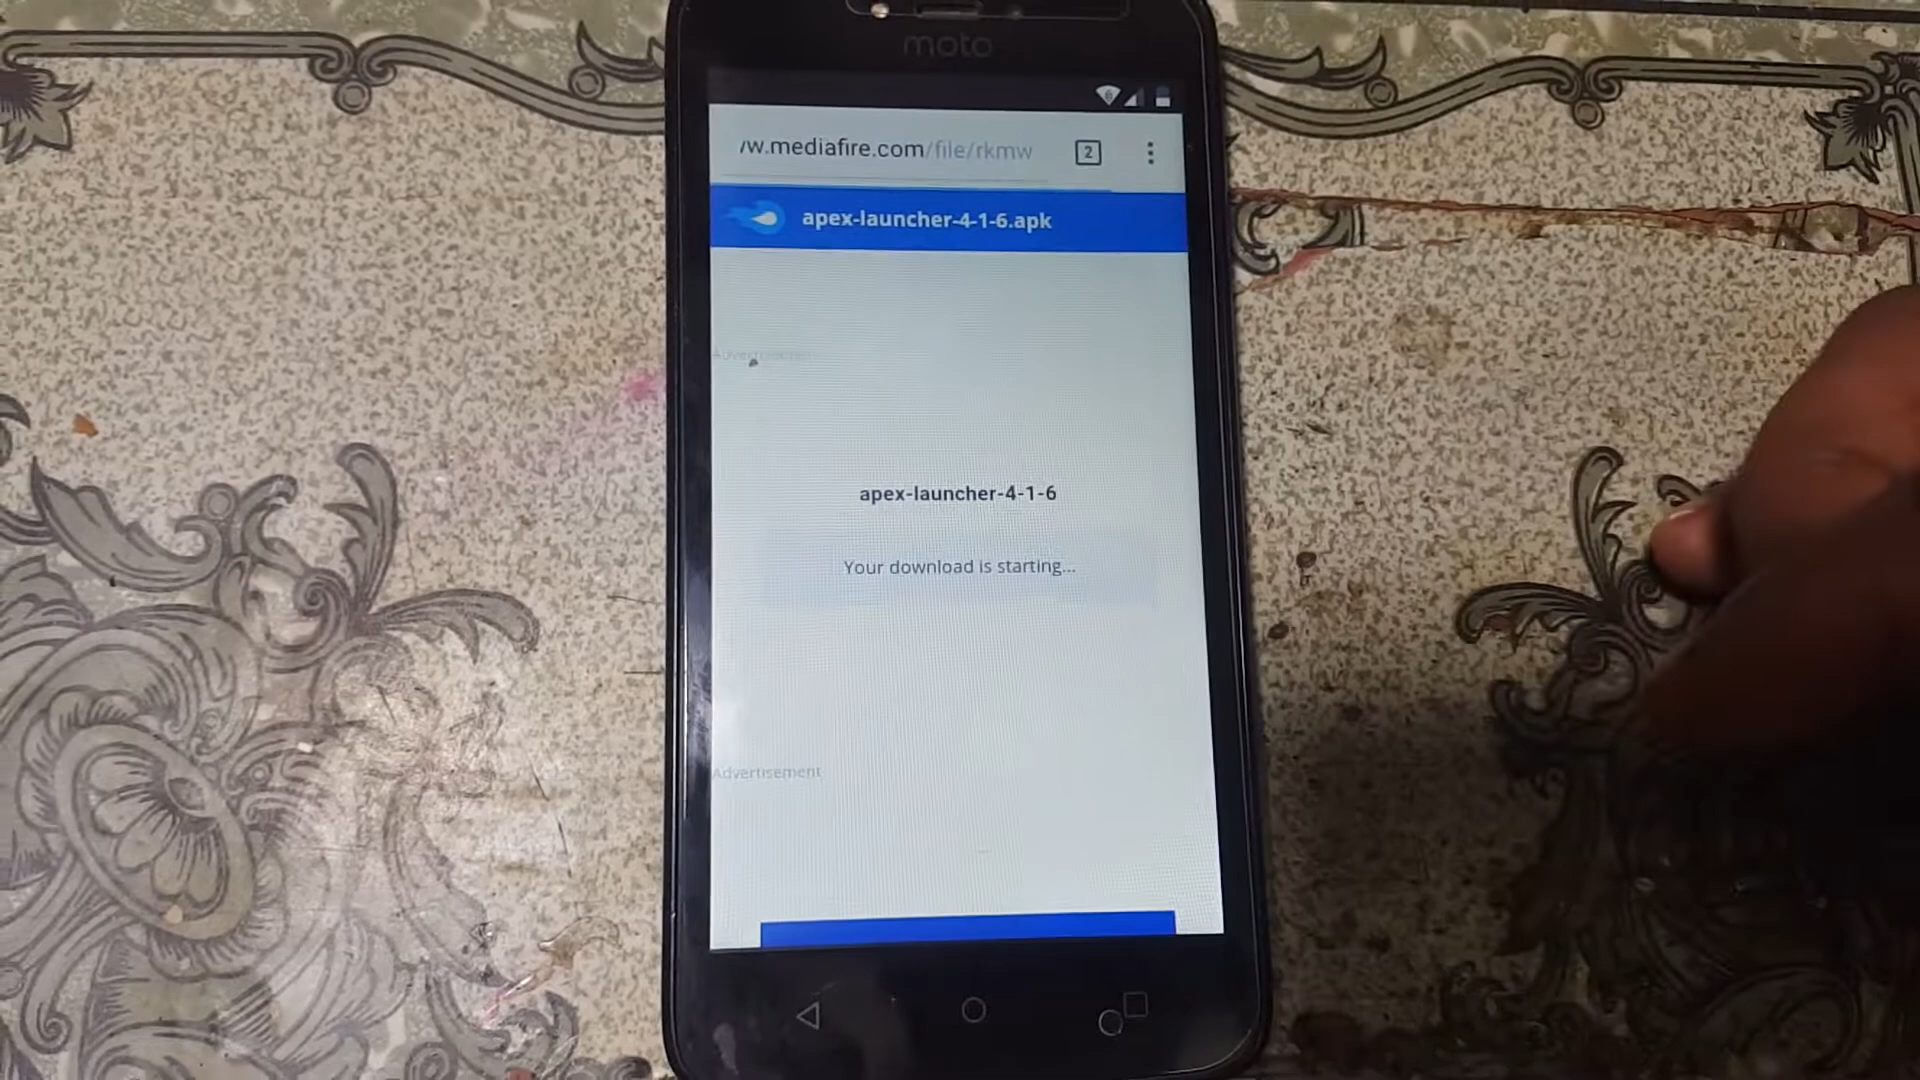 moto
/w.mediafire.com/file/rkmw
2
apex-launcher-4-1-6.apk
Advertisement
apex-launcher-4-1-6
Your download is starting...
Advertisement